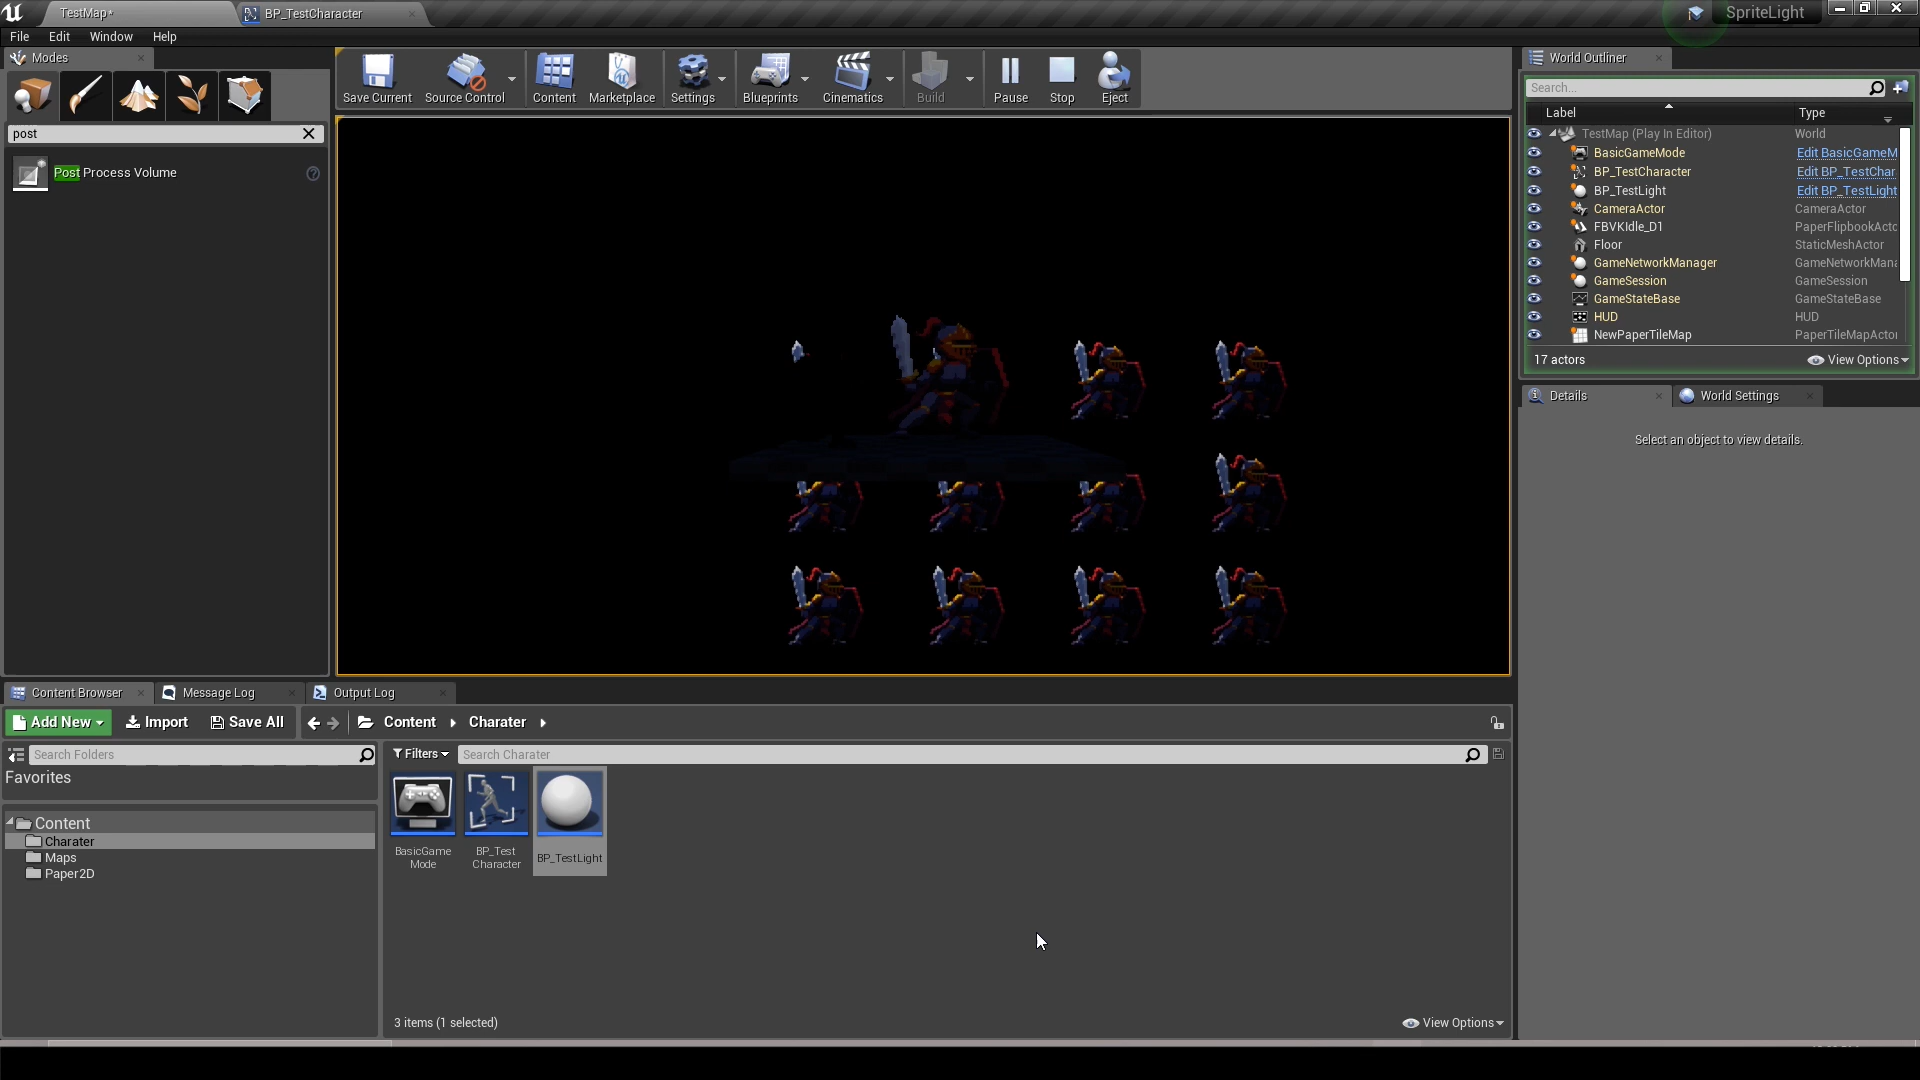 TestMap*
BP_TestCharacter
SpriteLight
File Edit Window Help
Modes
post
Post Process Volume
Save Current
Source Control
Content
Marketplace
Settings
Blueprints
Cinematics
Build
Pause
Stop
Eject
World Outliner
Search...
Label Type
TestMap (Play In Editor) World
BasicGameMode Edit BasicGameM
BP_TestCharacter Edit BP_TestChar
BP_TestLight Edit BP_TestLight
CameraActor CameraActor
FBVKIdle_D1 PaperFlipbookActo
Floor StaticMeshActor
GameNetworkManager GameNetworkMana
GameSession GameSession
GameStateBase GameStateBase
HUD HUD
NewPaperTileMap PaperTileMapActor
17 actors View Options
Details
World Settings
Select an object to view details.
Content Browser
Message Log
Output Log
Add New
Import
Save All
Content
Charater
Search Folders
Favorites
Content
Charater
Maps
Paper2D
Filters
Search Charater
BasicGame
Mode
BP_Test
Character
BP_TestLight
3 items (1 selected)
View Options